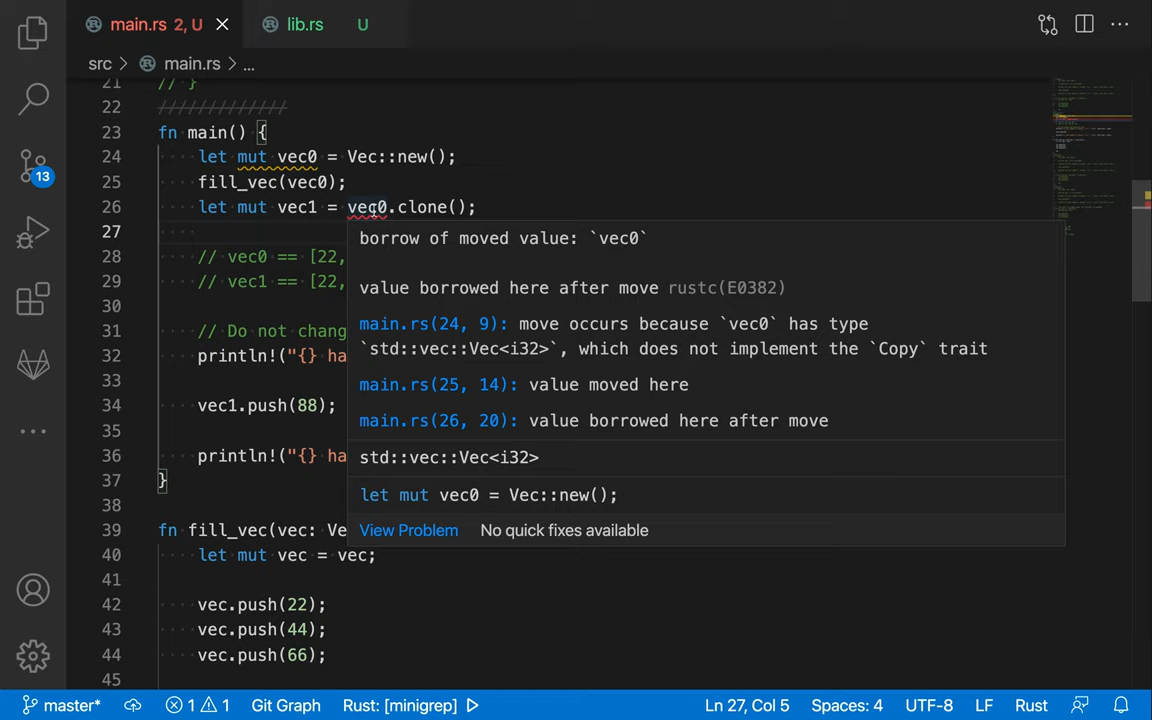 main.rs 2, U
lib.rs U
src > main.rs > ...
21 // }
22 /////////////
23 fn main() {
24 let mut vec0 = Vec::new();
25 fill_vec(vec0);
26 let mut vec1 = vec0.clone();
27
28 // vec0 == [22,
29 // vec1 == [22,
30
31 // Do not chang
32 println!("{} ha
33
34 vec1.push(88);
35
36 println!("{} ha
37 }
38
39 fn fill_vec(vec: Ve
40 let mut vec = vec;
41
42 vec.push(22);
43 vec.push(44);
44 vec.push(66);
45
borrow of moved value: `vec0`
value borrowed here after move rustc(E0382)
main.rs(24, 9): move occurs because `vec0` has type
`std::vec::Vec<i32>`, which does not implement the `Copy` trait
main.rs(25, 14): value moved here
main.rs(26, 20): value borrowed here after move
std::vec::Vec<i32>
let mut vec0 = Vec::new();
View Problem No quick fixes available
13
master* 1 1 Git Graph Rust: [minigrep] Ln 27, Col 5 Spaces: 4 UTF-8 LF Rust